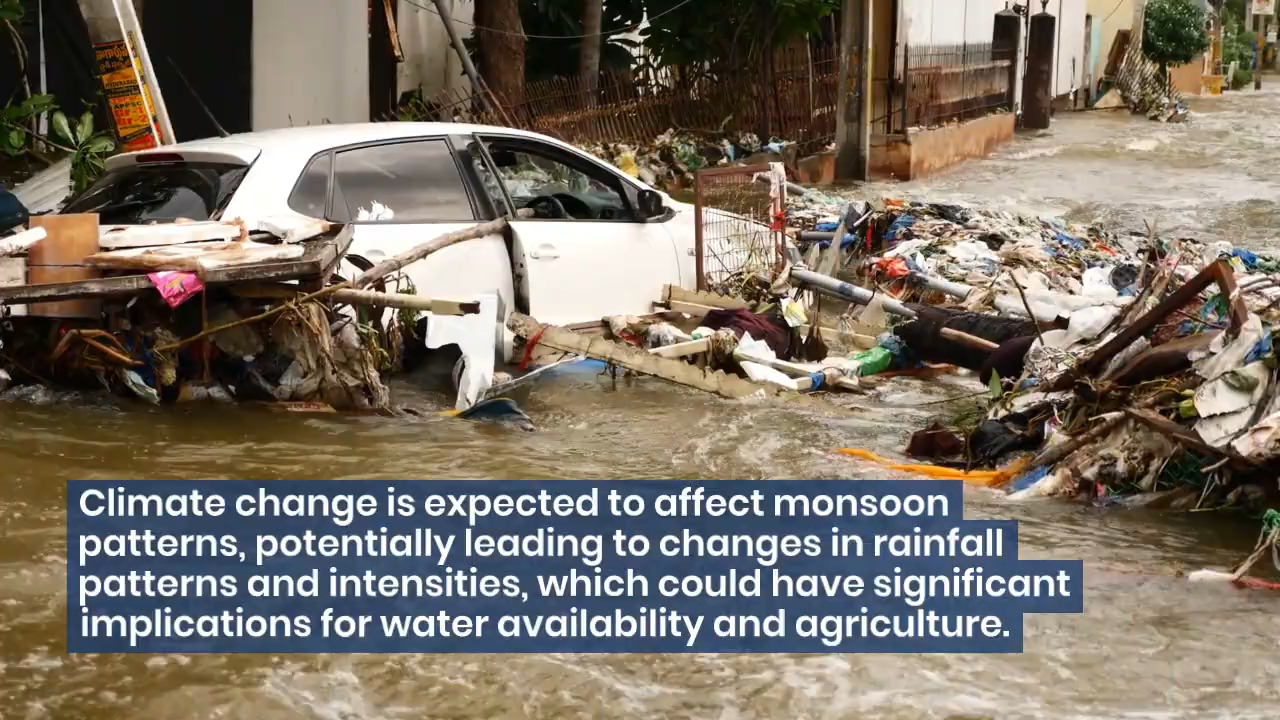 Climate change is expected to affect monsoon
patterns, potentially leading to changes in rainfall
patterns and intensities, which could have significant
implications for water availability and agriculture.